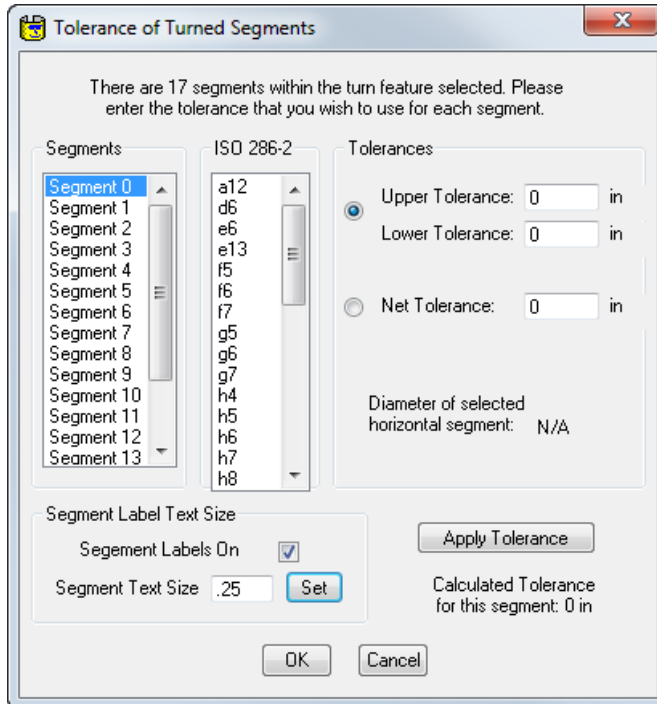 Tolerance of Turned Segments
There are 17 segments within the turn feature selected. Please
enter the tolerance that you wish to use for each segment.
Segments
Segment 0
Segment 1
Segment 2
Segment 3
Segment 4
Segment 5
Segment 6
Segment 7
Segment 8
Segment 9
Segment 10
Segment 11
Segment 12
Segment 13
ISO 286-2
a12
d6
e6
e13
f5
f6
f7
g5
g6
g7
h4
h5
h6
h7
h8
Tolerances
Upper Tolerance: 0 in
Lower Tolerance: 0 in
Net Tolerance: 0 in
Diameter of selected
horizontal segment: N/A
Segment Label Text Size
Segement Labels On
Segment Text Size .25 Set
Apply Tolerance
Calculated Tolerance
for this segment: 0 in
OK Cancel